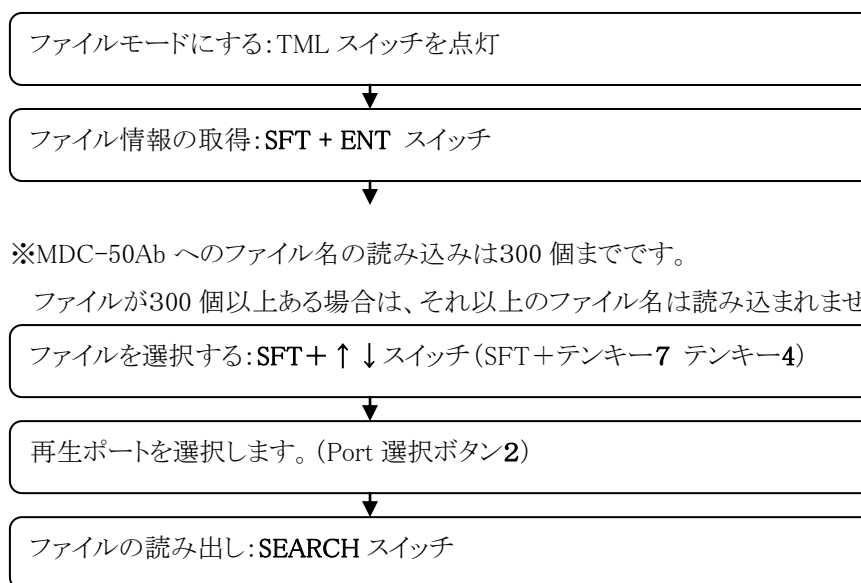 ファイルモードにする:TML スイッチを点灯
ファイル情報の取得:SFT + ENT スイッチ
※MDC-50Ab へのファイル名の読み込みは300 個までです。
ファイルが300 個以上ある場合は、それ以上のファイル名は読み込まれませ
ファイルを選択する:SFT+↑↓スイッチ(SFT+テンキー7 テンキー4)
再生ポートを選択します。(Port 選択ボタン2)
ファイルの読み出し:SEARCH スイッチ